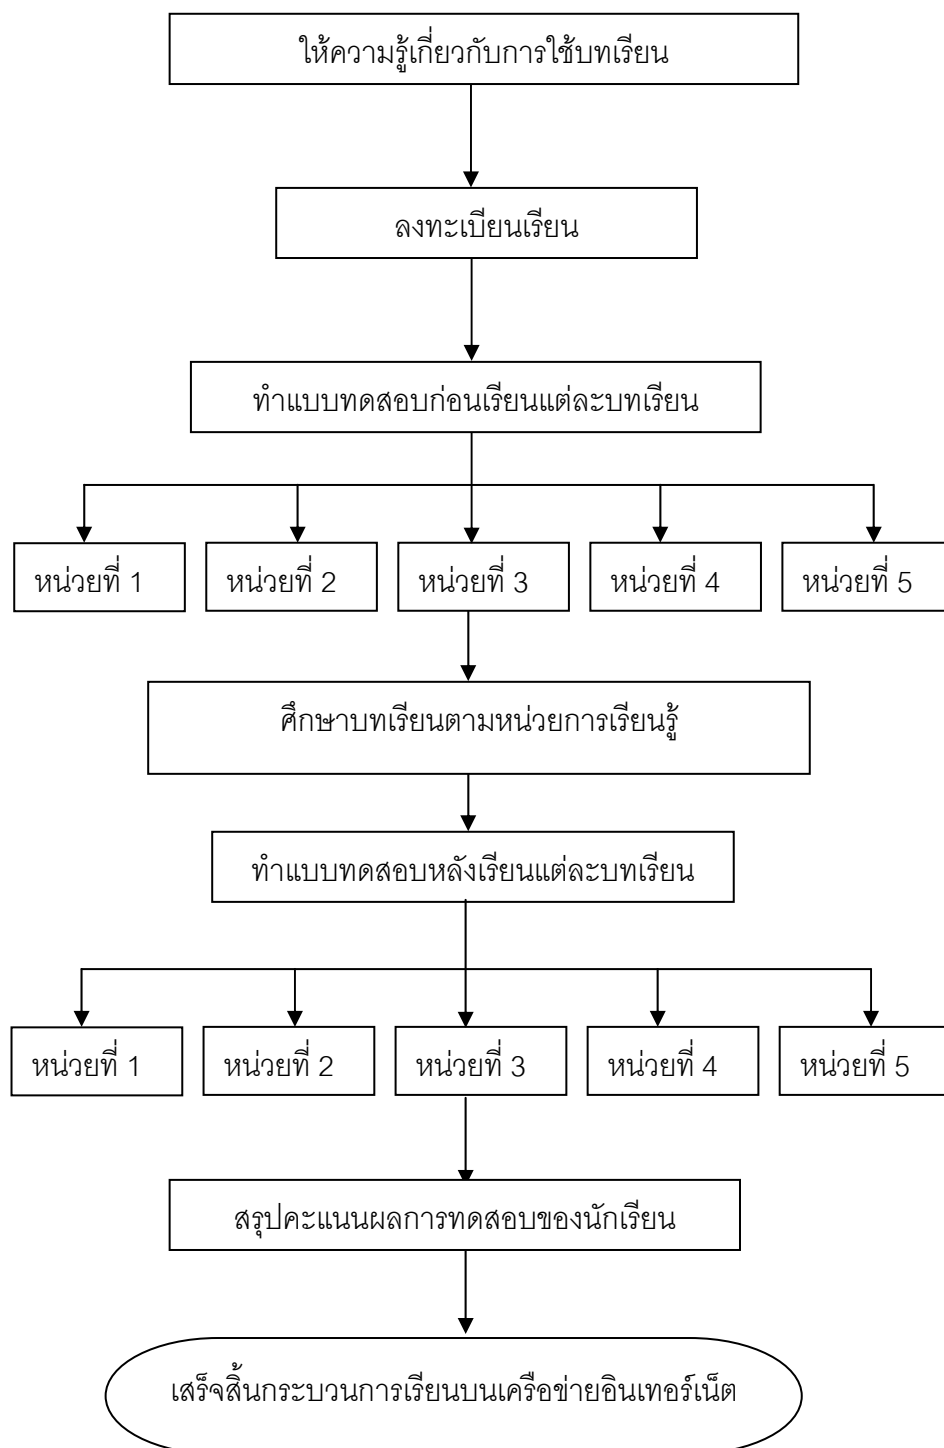 ให้ความรู้เกี่ยวกับการใช้บทเรียน
ลงทะเบียนเรียน
ทำแบบทดสอบก่อนเรียนแต่ละบทเรียน
หน่วยที่ 1
หน่วยที่ 2
หน่วยที่ 3
หน่วยที่ 4
หน่วยที่ 5
ศึกษาบทเรียนตามหน่วยการเรียนรู้
ทำแบบทดสอบหลังเรียนแต่ละบทเรียน
หน่วยที่ 1
หน่วยที่ 2
หน่วยที่ 3
หน่วยที่ 4
หน่วยที่ 5
สรุปคะแนนผลการทดสอบของนักเรียน
เสร็จสิ้นกระบวนการเรียนบนเครือข่ายอินเทอร์เน็ต